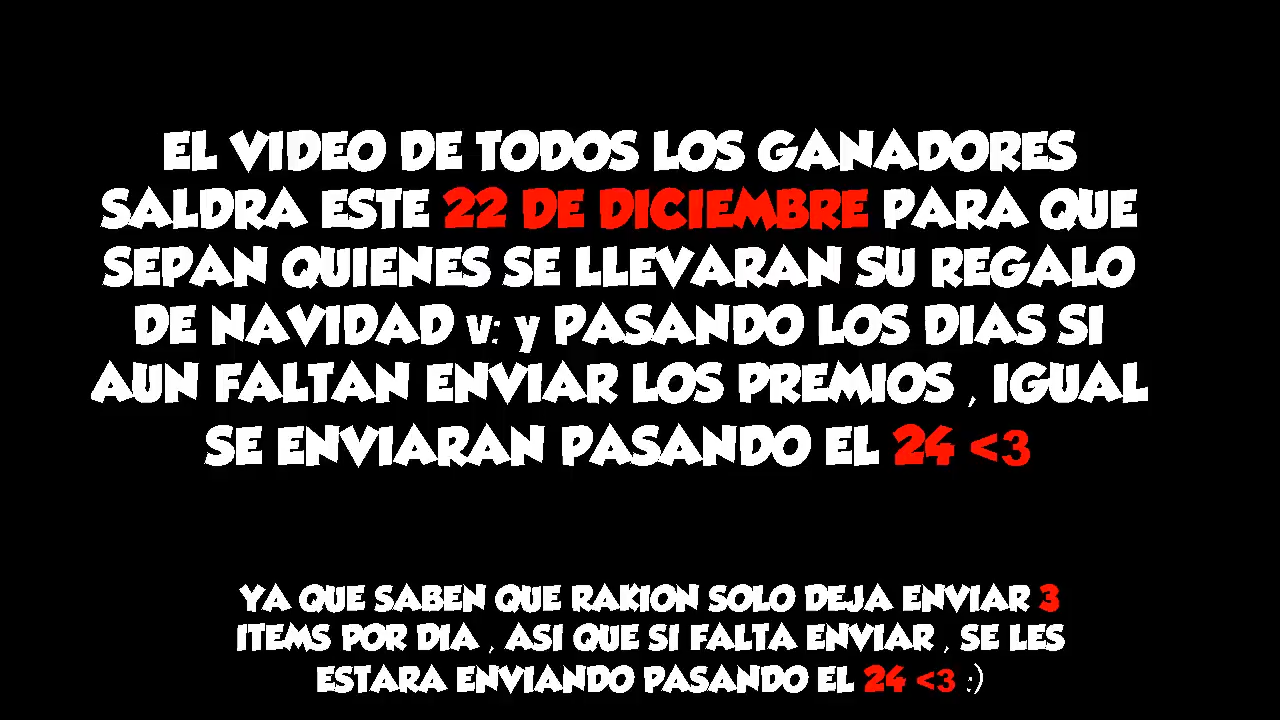 EL VIDEO DE TODOS LOS GANADORES
SALDRA ESTE 22 DE DICIEMBRE PARA QUE
SEPAN QUIENES SE LLEVARAN SU REGALO
DE NAVIDAD v: y PASANDO LOS DIAS SI
AUN FALTAN ENVIAR LOS PREMIOS , IGUAL
SE ENVIARAN PASANDO EL 24 <3
YA QUE SABEN QUE RAKION SOLO DEJA ENVIAR 3
ITEMS POR DIA , ASI QUE SI FALTA ENVIAR , SE LES
ESTARA ENVIANDO PASANDO EL 24 <3 :)